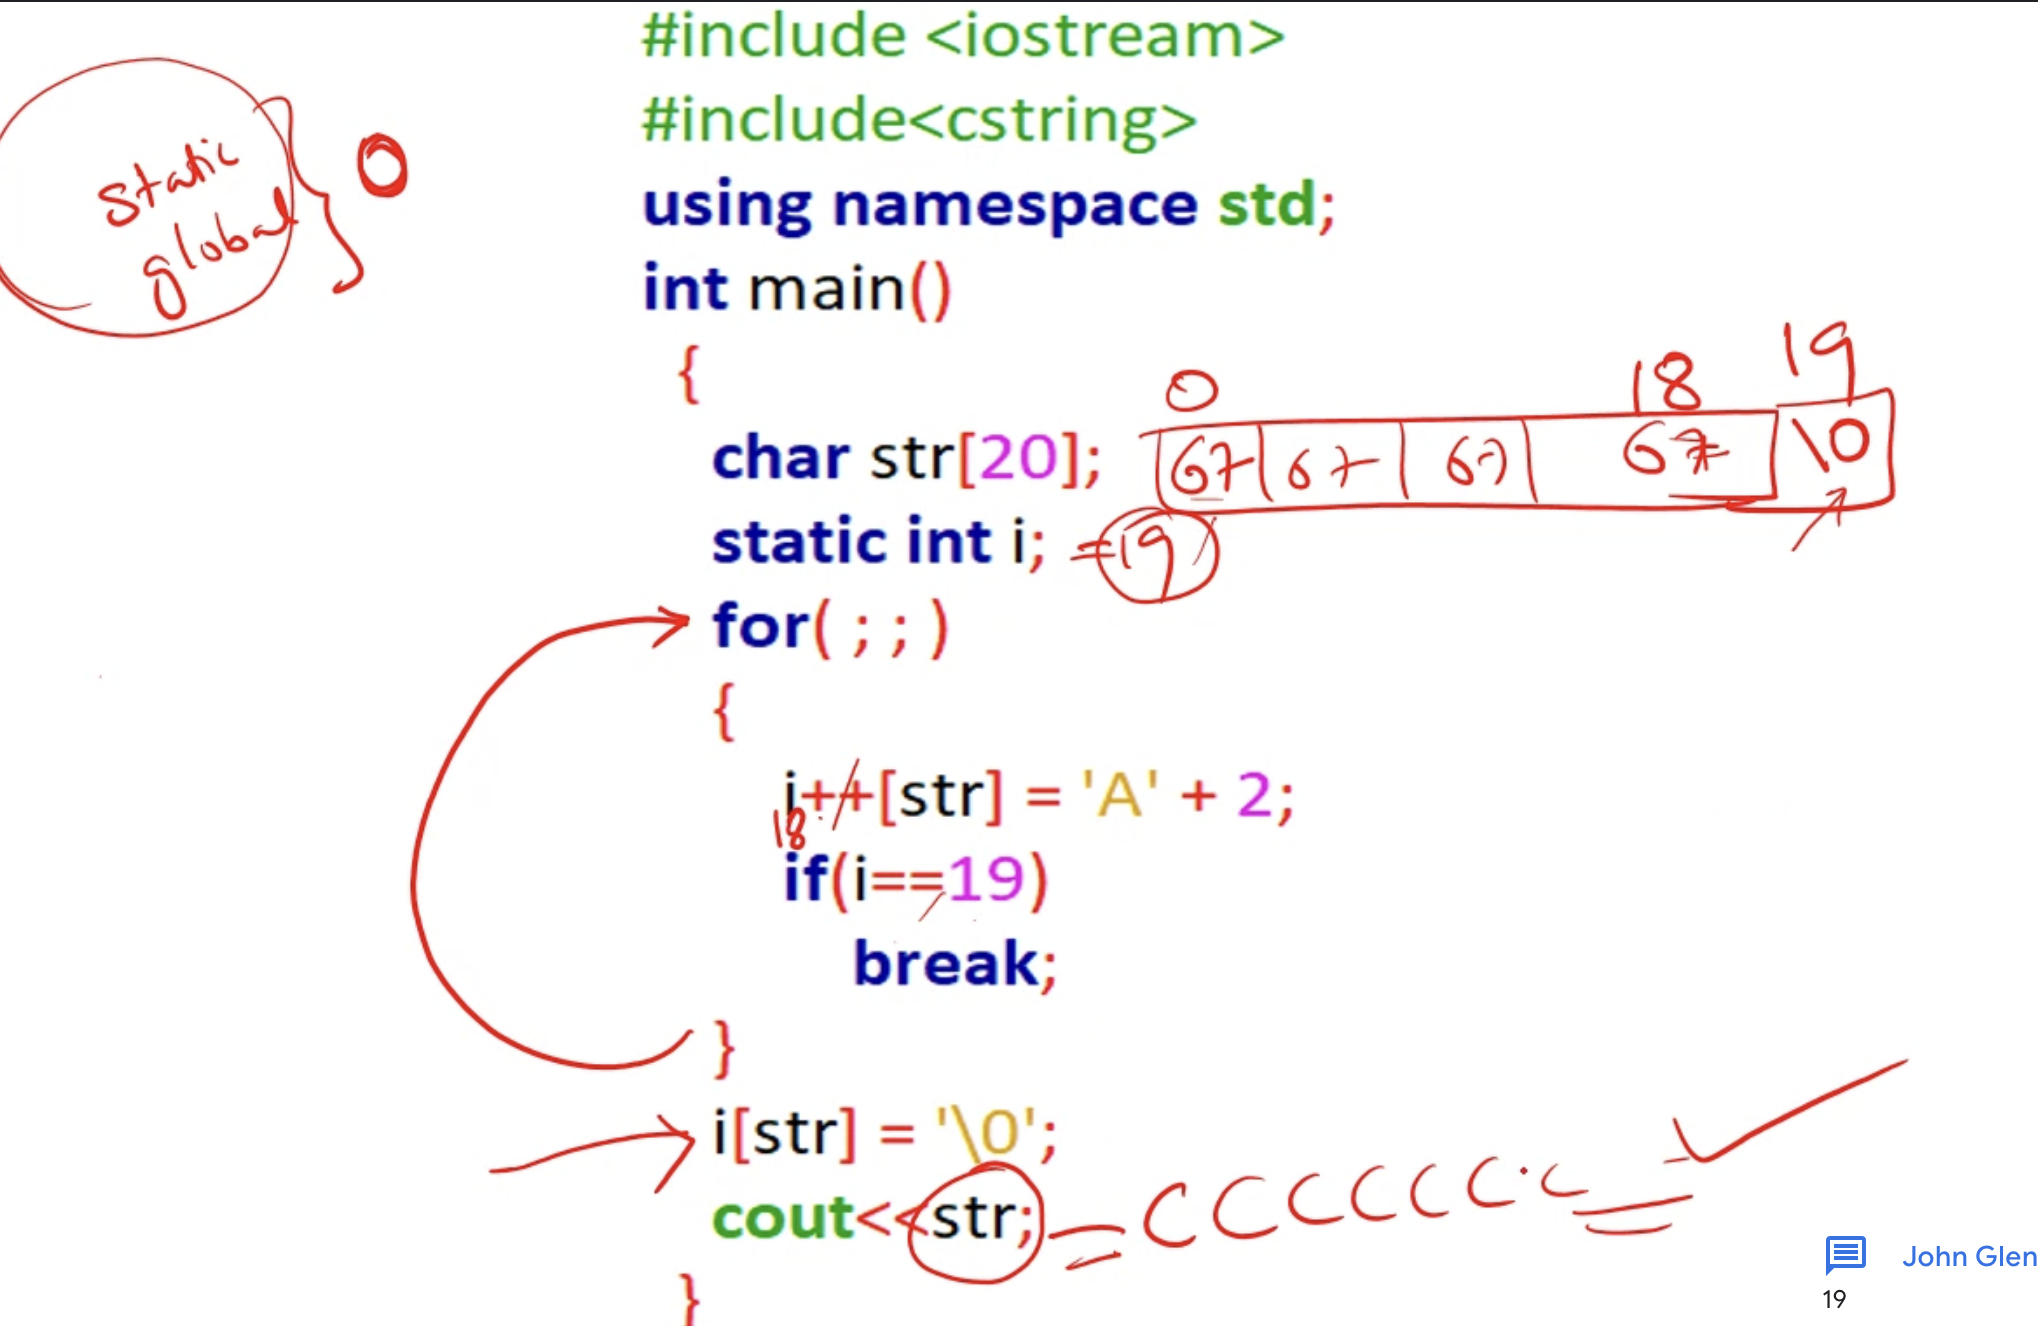 #include <iostream>
#include<cstring>
using namespace std;
static
global
0
int main()
{
0 18 19
char str[20]; 67 67 67 67 \0
static int i; =19
for( ; ; )
{
i++[str] = 'A' + 2;
18
if(i==19)
break;
}
i[str] = '\0';
cout<<str; = CCCCCC.C
}
John Glen
19